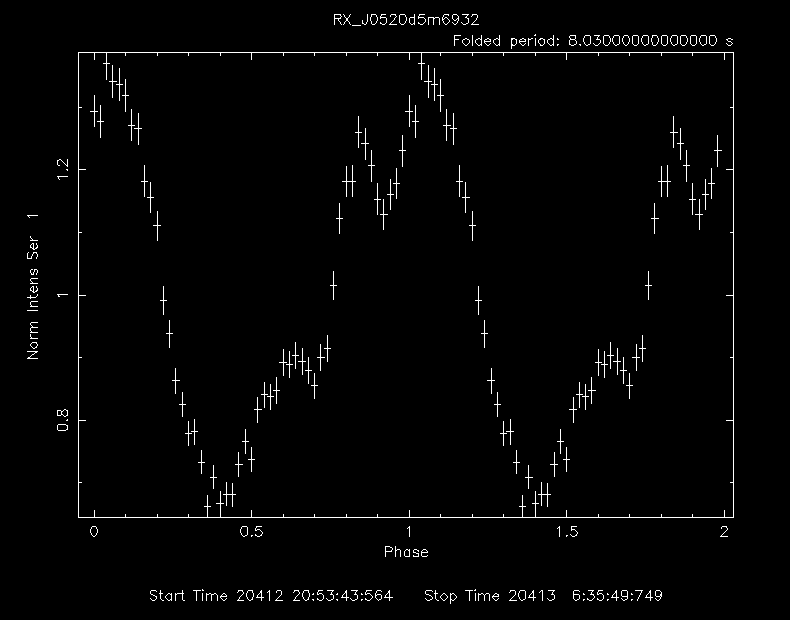 RX_J0520d5m6932
Folded period: 8.03000000000000 s
Norm Intens Ser 1
1.2
1
0.8
0 0.5 1 1.5 2
Phase
Start Time 20412 20:53:43:564 Stop Time 20413 6:35:49:749